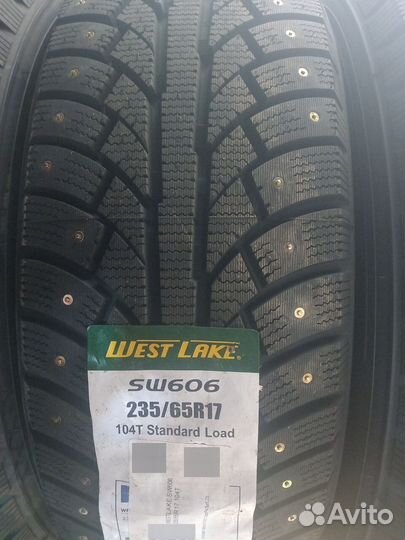 WEST LAKE
SW606
235/65R17
104T Standard Load
Avito